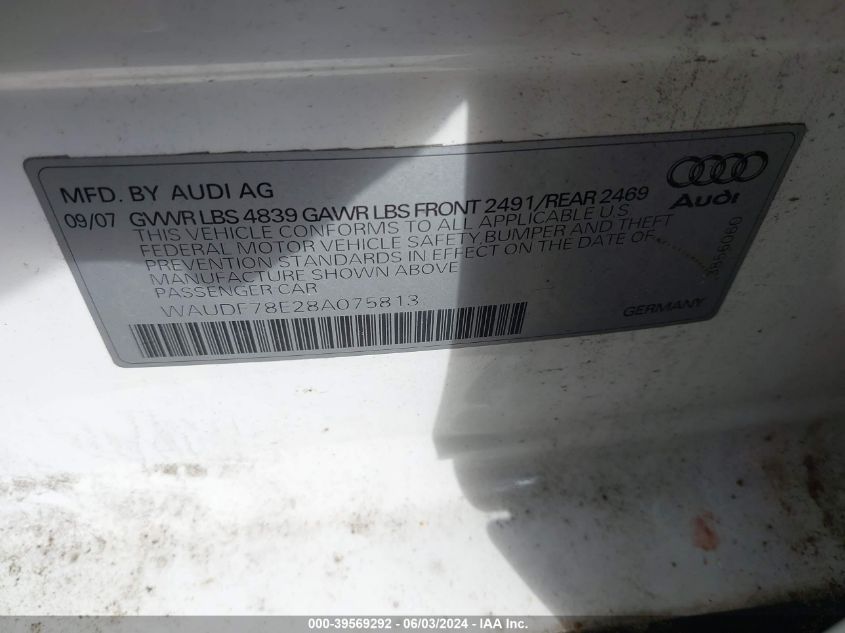 MFD. BY AUDI AG
09/07 GWWR LBS 4839 GAWR LBS FRONT 2491/REAR 2469
THIS VEHICLE CONFORMS TO ALL APPLICABLE U.S.
FEDERAL MOTOR VEHICLE SAFETY, BUMPER AND THEFT
PREVENTION STANDARDS IN EFFECT ON THE DATE OF
MANUFACTURE SHOWN ABOVE
PASSENGER CAR
WAUDF78E28A075813
Audi
GERMANY
000-39569292 - 06/03/2024 - IAA Inc.